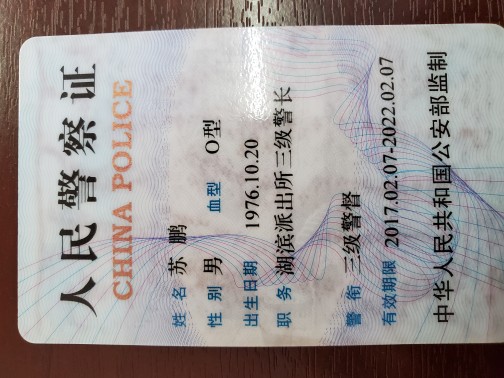 人民警察证
CHINA POLICE
姓名 苏鹏
性别 男 血型 O型
出生日期 1976.10.20
职务 湖滨派出所三级警长
警衔 三级警督
有效期限 2017.02.07-2022.02.07
中华人民共和国公安部监制